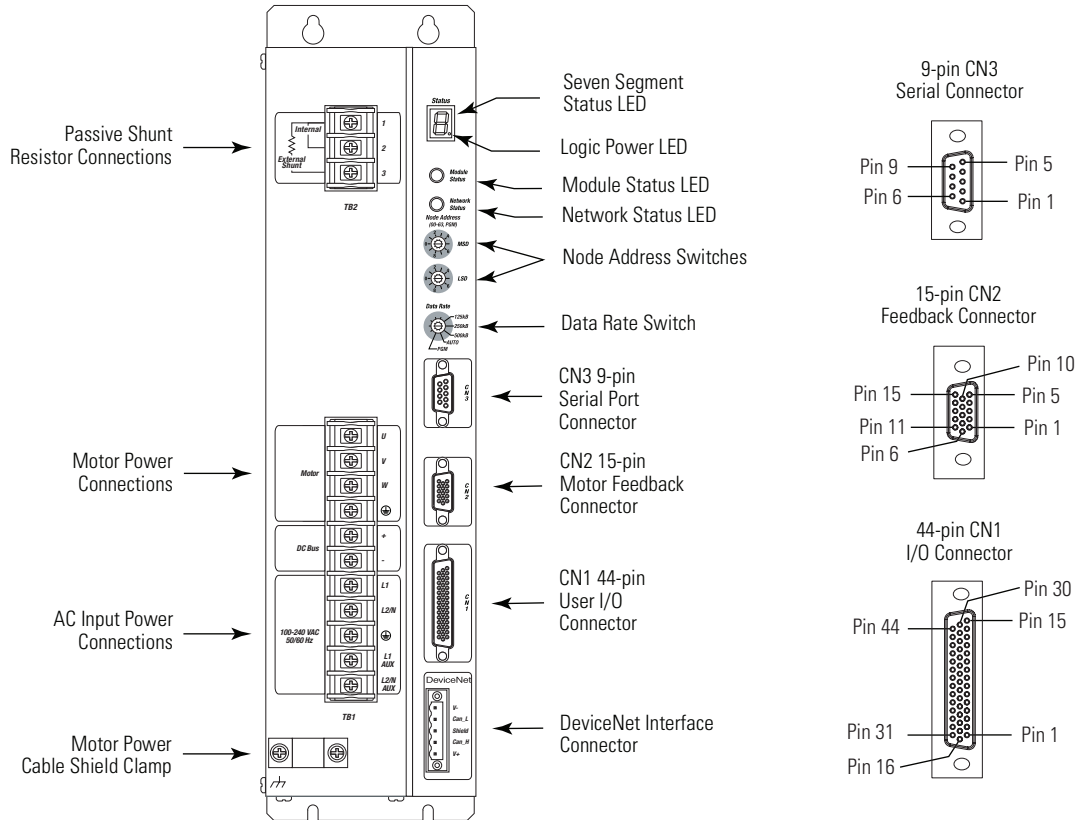 Passive Shunt
Resistor Connections
Motor Power
Connections
AC Input Power
Connections
Motor Power
Cable Shield Clamp
Internal
External
Shunt
1
2
3
TB2
Motor
U
V
W
DC Bus
+
-
100-240 VAC
50/60 Hz
L1
L2/N
L1
AUX
L2/N
AUX
TB1
Status
Module
Status
Network
Status
Node Address
(00-63, PGM)
MSD
LSD
Data Rate
125kB
250kB
500kB
AUTO
PGM
CN3
CN2
CN1
DeviceNet
V-
Can_L
Shield
Can_H
V+
Seven Segment
Status LED
Logic Power LED
Module Status LED
Network Status LED
Node Address Switches
Data Rate Switch
CN3 9-pin
Serial Port
Connector
CN2 15-pin
Motor Feedback
Connector
CN1 44-pin
User I/O
Connector
DeviceNet Interface
Connector
9-pin CN3
Serial Connector
Pin 9
Pin 5
Pin 6
Pin 1
15-pin CN2
Feedback Connector
Pin 10
Pin 15
Pin 5
Pin 11
Pin 1
Pin 6
44-pin CN1
I/O Connector
Pin 30
Pin 15
Pin 44
Pin 31
Pin 1
Pin 16